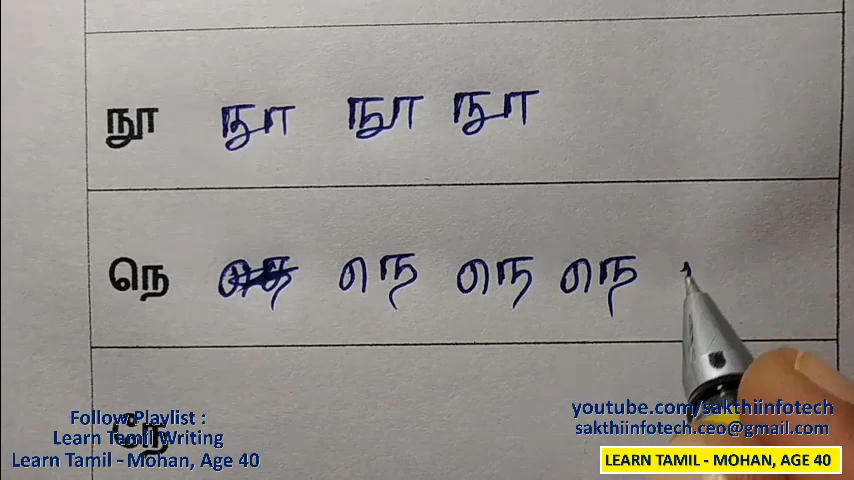 நூ நூ நூ நூ
நெ நெ நெ நெ
நே
Follow Playlist :
Learn Tamil Writing
Learn Tamil - Mohan, Age 40
youtube.com/sakthiinfotech
sakthiinfotech.ceo@gmail.com
LEARN TAMIL - MOHAN, AGE 40